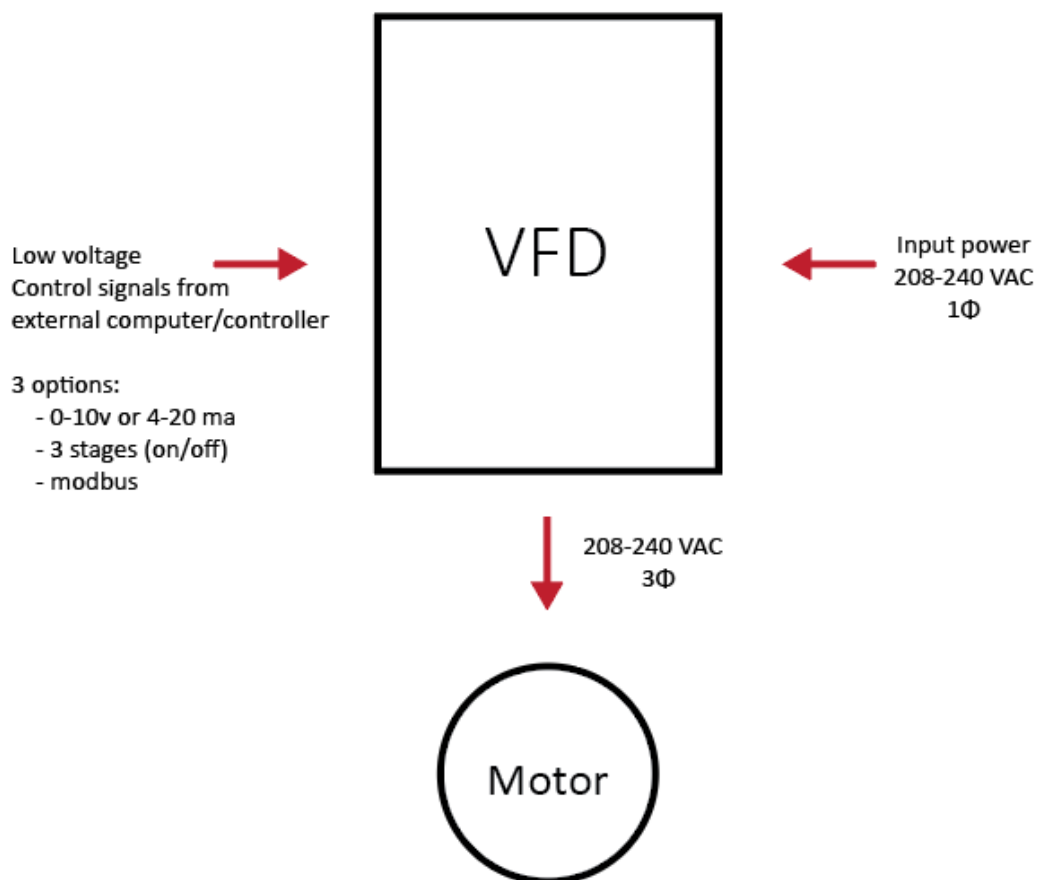 VFD
Low voltage
Control signals from
external computer/controller
3 options:
- 0-10v or 4-20 ma
- 3 stages (on/off)
- modbus
Input power
208-240 VAC
1Φ
208-240 VAC
3Φ
Motor